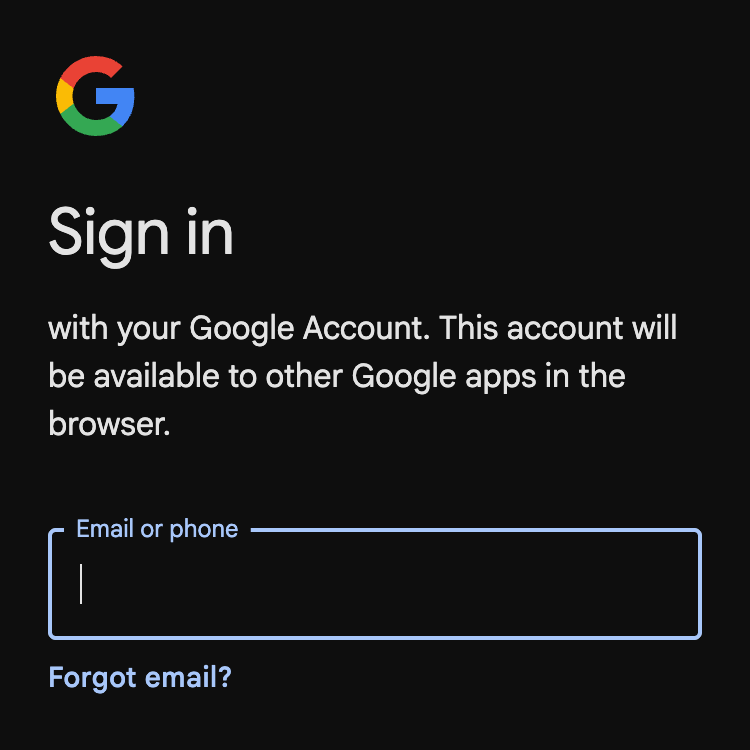 Sign in
with your Google Account. This account will
be available to other Google apps in the
browser.
Email or phone
Forgot email?